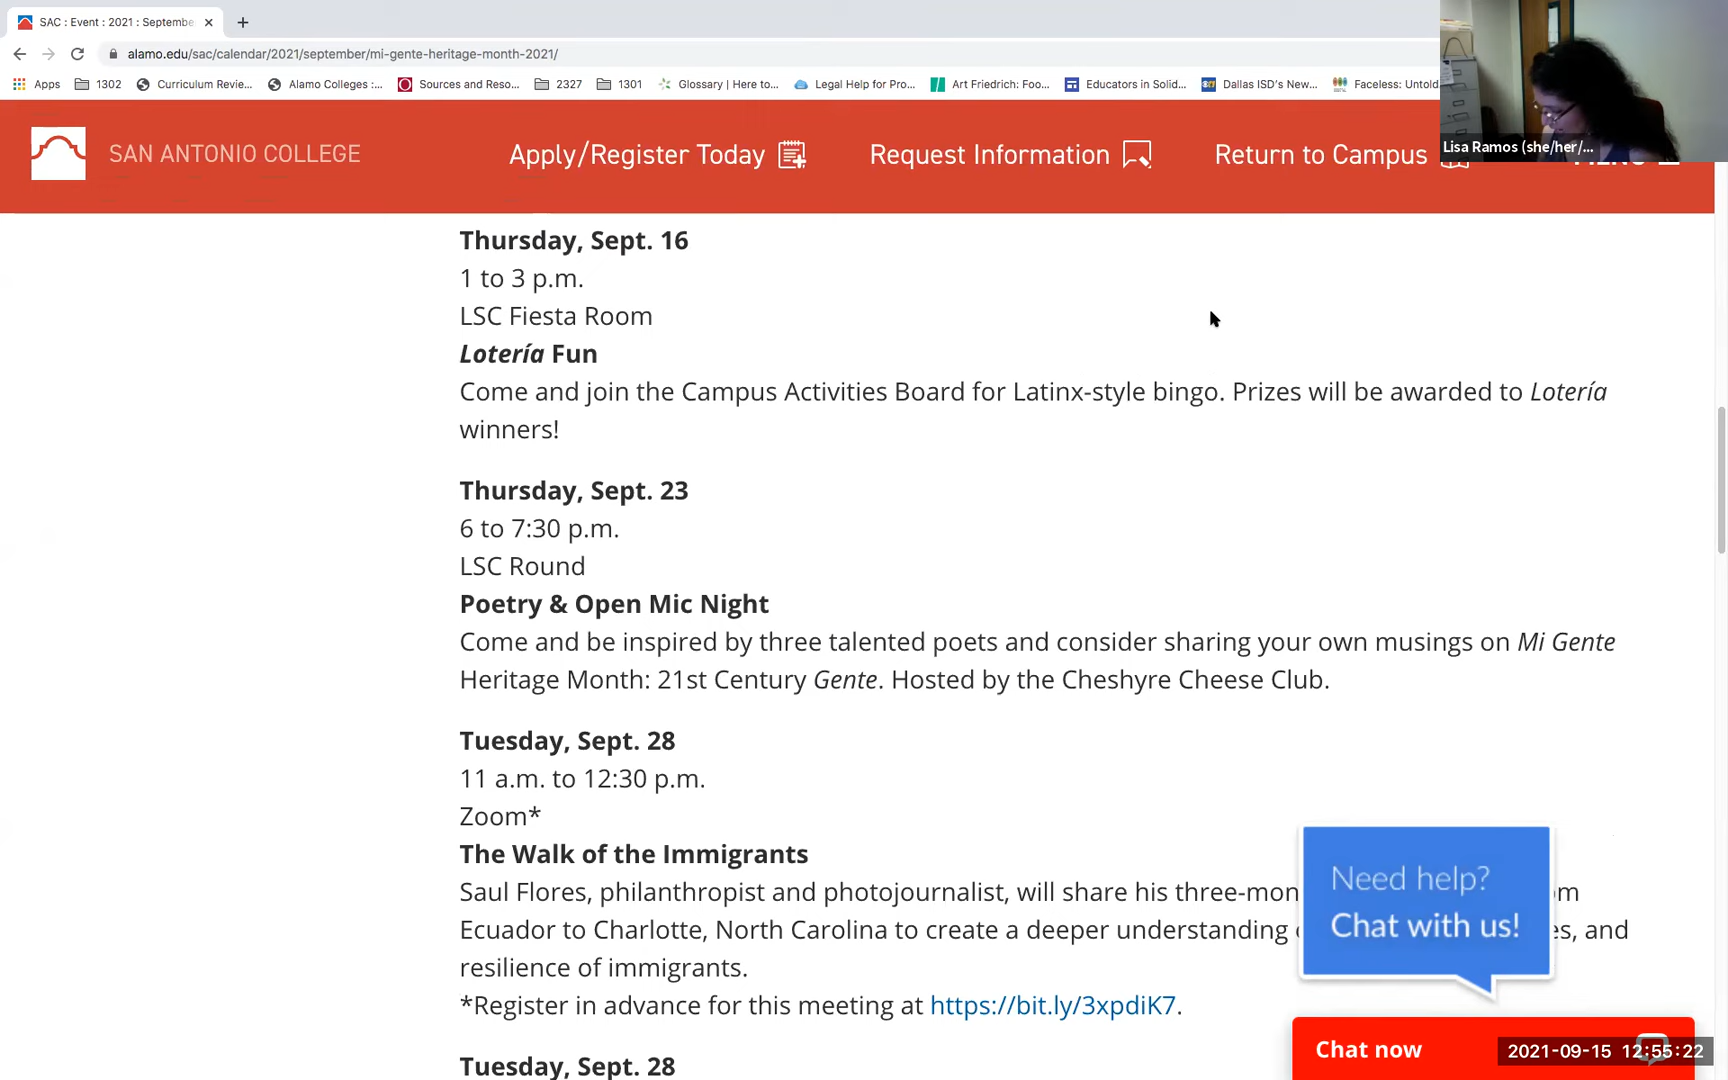 SAC : Event : 2021 : Septembe
alamo.edu/sac/calendar/2021/september/mi-gente-heritage-month-2021/
Apps 1302 Curriculum Revie... Alamo Colleges :... Sources and Reso... 2327 1301 Glossary | Here to... Legal Help for Pro... Art Friedrich: Foo... Educators in Solid... Dallas ISD's New... Faceless: Untold
Lisa Ramos (she/her/...
SAN ANTONIO COLLEGE Apply/Register Today Request Information Return to Campus
Thursday, Sept. 16
1 to 3 p.m.
LSC Fiesta Room
Lotería Fun
Come and join the Campus Activities Board for Latinx-style bingo. Prizes will be awarded to Lotería
winners!
Thursday, Sept. 23
6 to 7:30 p.m.
LSC Round
Poetry & Open Mic Night
Come and be inspired by three talented poets and consider sharing your own musings on Mi Gente
Heritage Month: 21st Century Gente. Hosted by the Cheshyre Cheese Club.
Tuesday, Sept. 28
11 a.m. to 12:30 p.m.
Zoom*
The Walk of the Immigrants
Saul Flores, philanthropist and photojournalist, will share his three-mon
Ecuador to Charlotte, North Carolina to create a deeper understanding
and
resilience of immigrants.
*Register in advance for this meeting at https://bit.ly/3xpdiK7.
Tuesday, Sept. 28
Need help?
Chat with us!
Chat now
2021-09-15 12:55:22